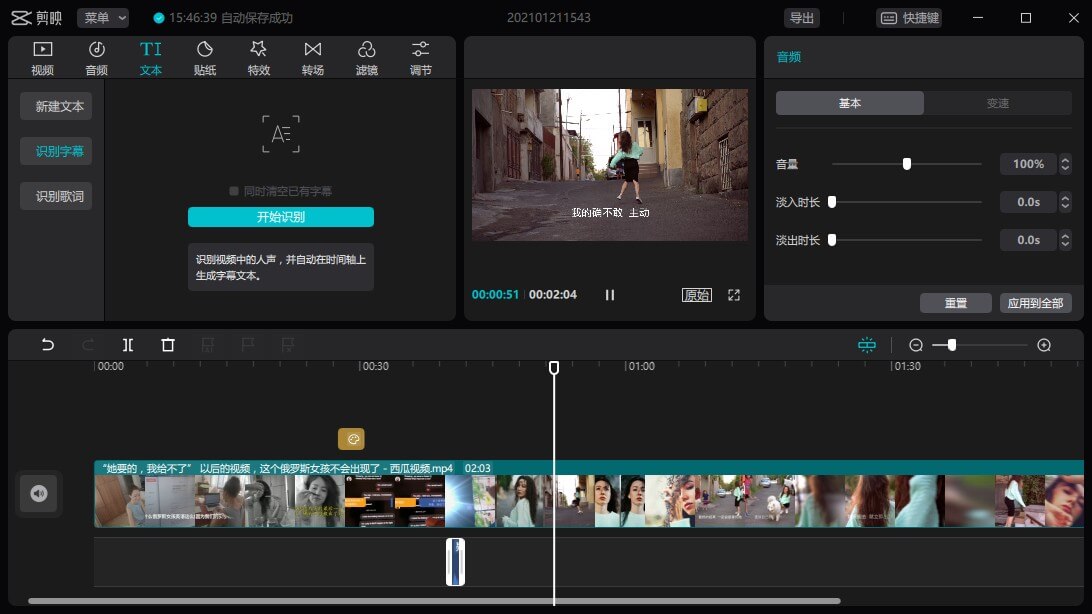 剪映 菜单 15:46:39 自动保存成功 202101211543 导出 快捷键
视频 音频 文本 贴纸 特效 转场 滤镜 调节
TI
新建文本
识别字幕
识别歌词
同时清空已有字幕
开始识别
识别视频中的人声，并自动在时间轴上
生成字幕文本。
我的确不敢 主动
00:00:51 00:02:04 原始
音频
基本 变速
音量 100%
淡入时长 0.0s
淡出时长 0.0s
重置 应用到全部
00:00 00:30 01:00 01:30
“她要的，我给不了” 以后的视频，这个俄罗斯女孩不会出现了 - 西瓜视频.mp4 02:03